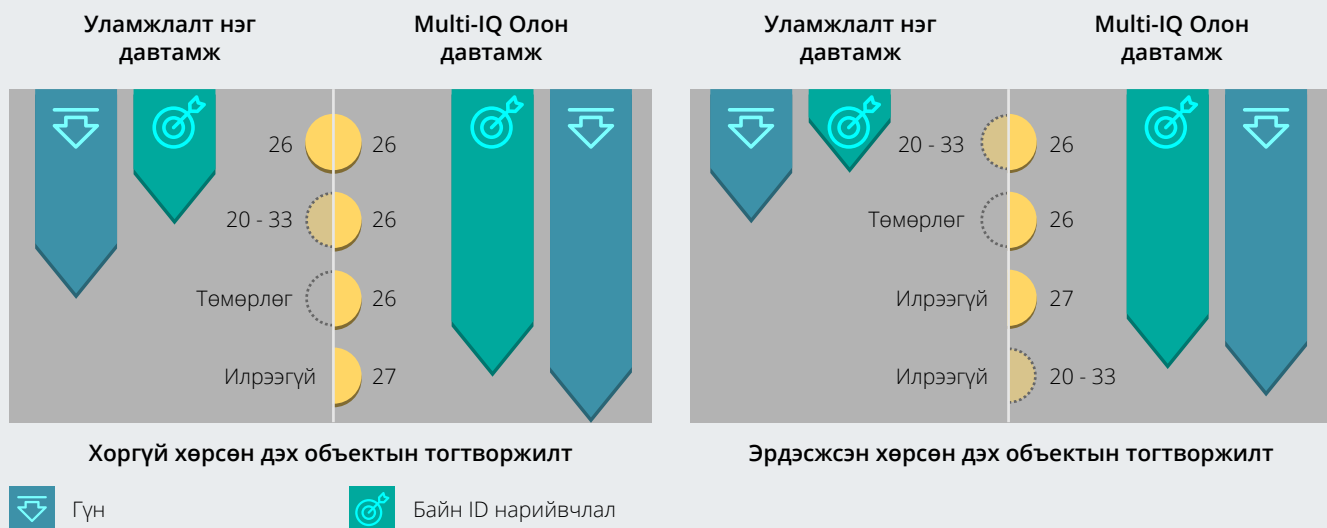 Уламжлалт нэг
давтамж
Multi-IQ Олон
давтамж
26
26
20 - 33
26
Төмөрлөг
26
Илрээгүй
27
Хоргүй хөрсөн дэх объектын тогтворжилт
Уламжлалт нэг
давтамж
Multi-IQ Олон
давтамж
20 - 33
26
Төмөрлөг
26
Илрээгүй
27
Илрээгүй
20 - 33
Эрдэсжсэн хөрсөн дэх объектын тогтворжилт
Гүн
Байн ID нарийвчлал